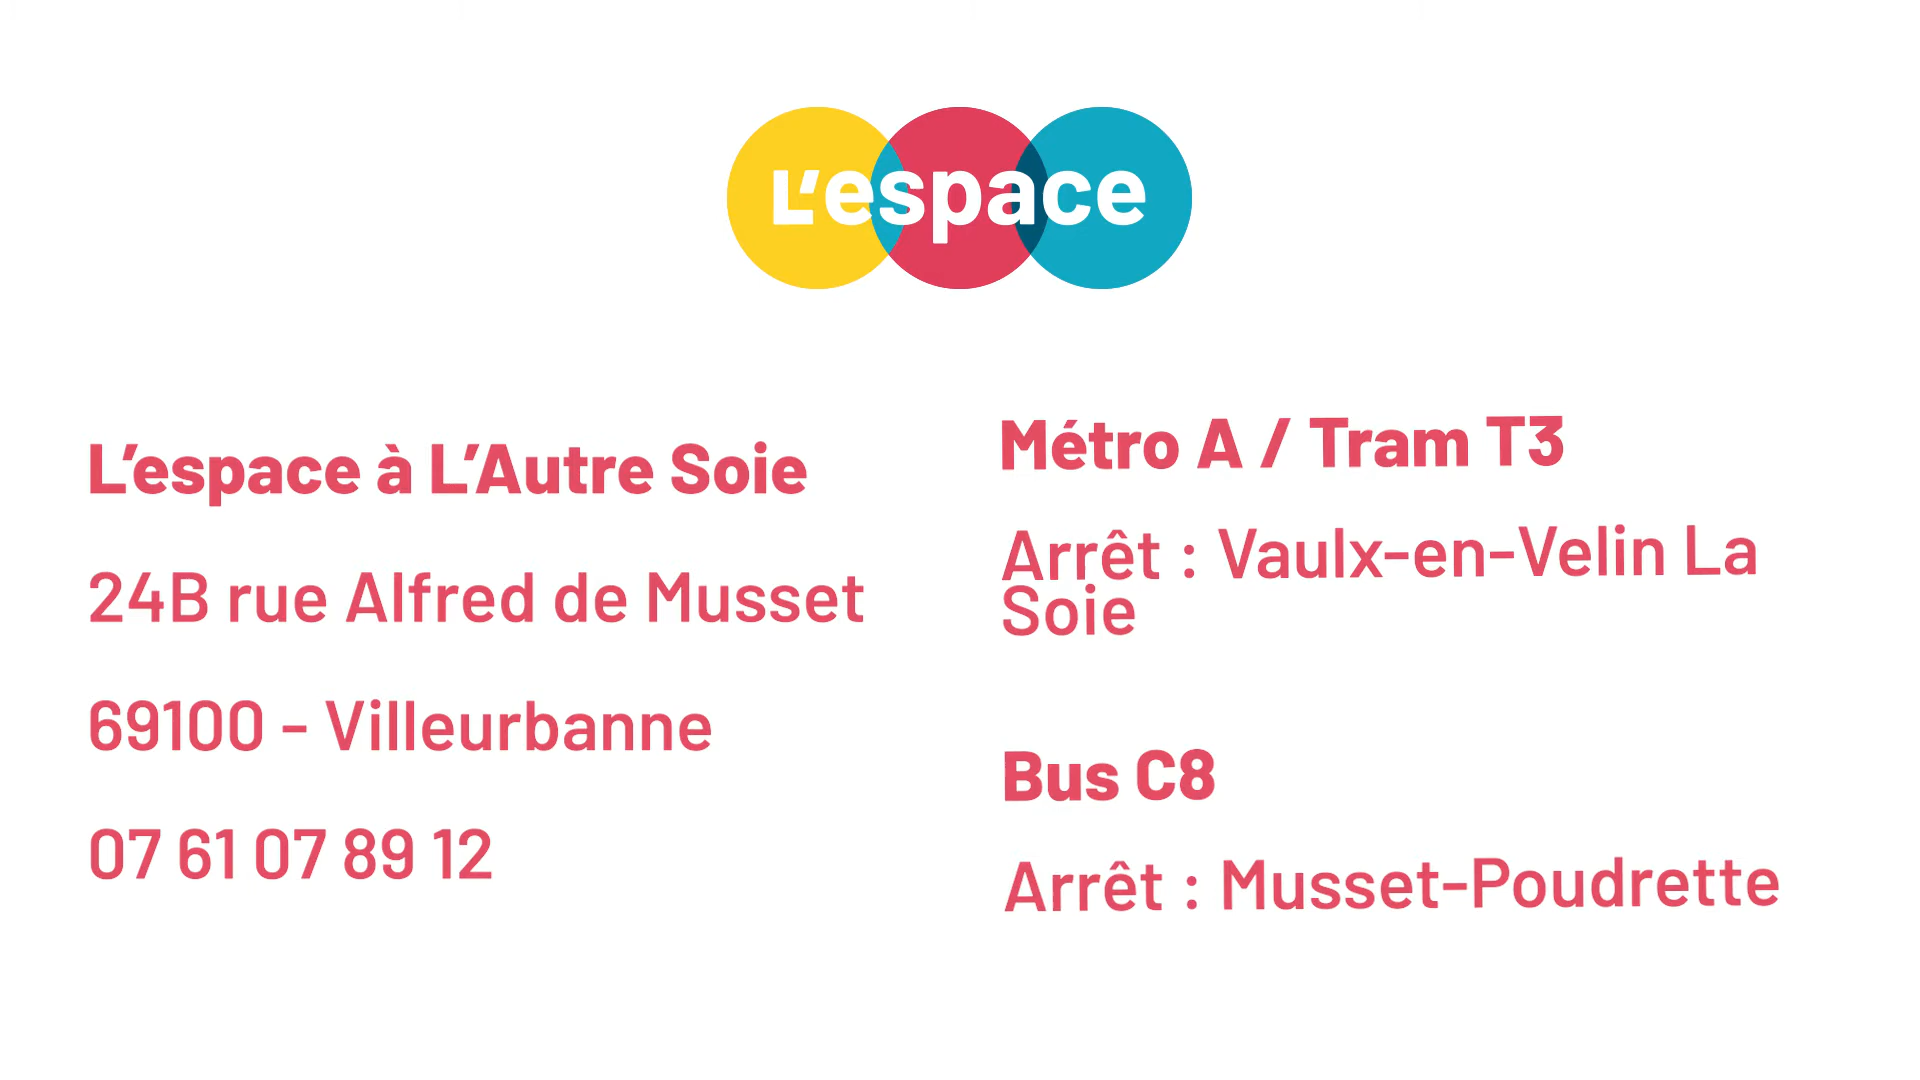 L’espace
L’espace à L’Autre Soie
24B rue Alfred de Musset
69100 - Villeurbanne
07 61 07 89 12
Métro A / Tram T3
Arrêt : Vaulx-en-Velin La
Soie
Bus C8
Arrêt : Musset-Poudrette